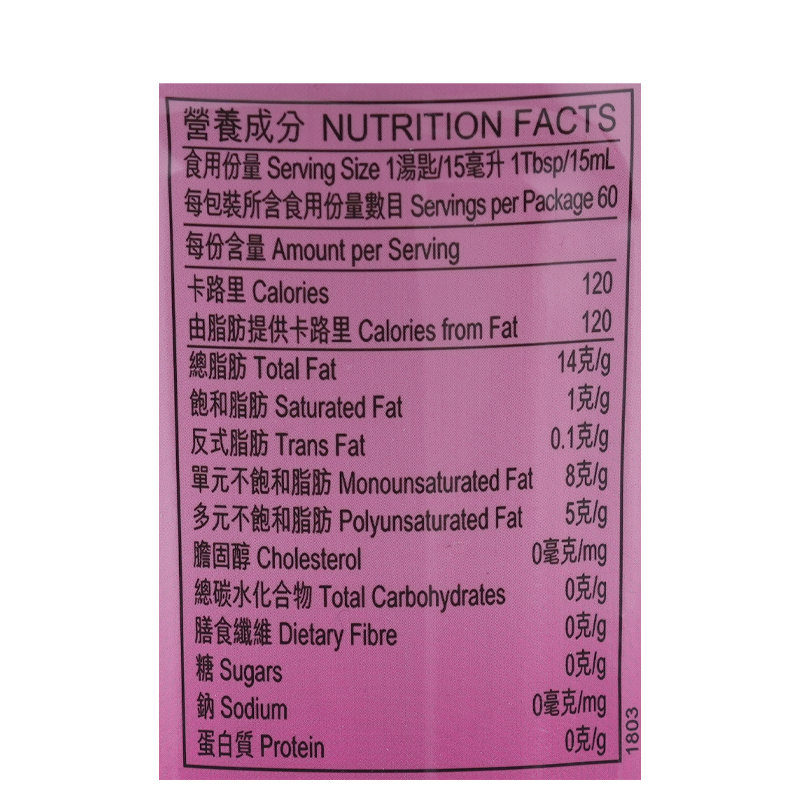 營養成分 NUTRITION FACTS
食用份量 Serving Size 1湯匙/15毫升 1Tbsp/15mL
每包裝所含食用份量數目 Servings per Package 60
每份含量 Amount per Serving
卡路里 Calories 120
由脂肪提供卡路里 Calories from Fat 120
總脂肪 Total Fat 14克/g
飽和脂肪 Saturated Fat 1克/g
反式脂肪 Trans Fat 0.1克/g
單元不飽和脂肪 Monounsaturated Fat 8克/g
多元不飽和脂肪 Polyunsaturated Fat 5克/g
膽固醇 Cholesterol 0毫克/mg
總碳水化合物 Total Carbohydrates 0克/g
膳食纖維 Dietary Fibre 0克/g
糖 Sugars 0克/g
鈉 Sodium 0毫克/mg
蛋白質 Protein 0克/g
1803